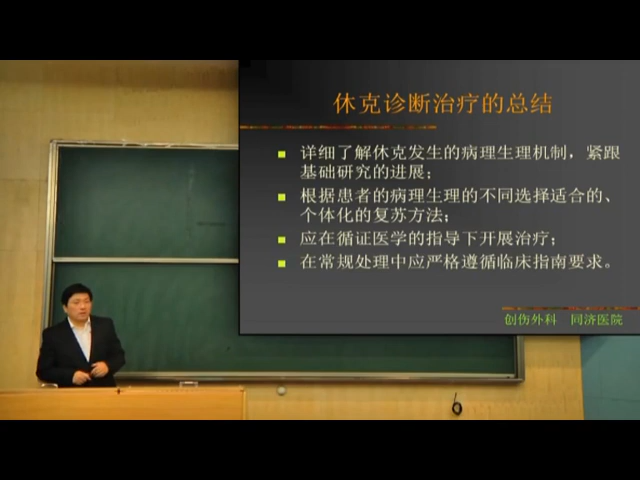 休克诊断治疗的总结
详细了解休克发生的病理生理机制，紧跟
基础研究的进展；
根据患者的病理生理的不同选择适合的、
个体化的复苏方法；
应在循证医学的指导下开展治疗；
在常规处理中应严格遵循临床指南要求。
创伤外科 同济医院